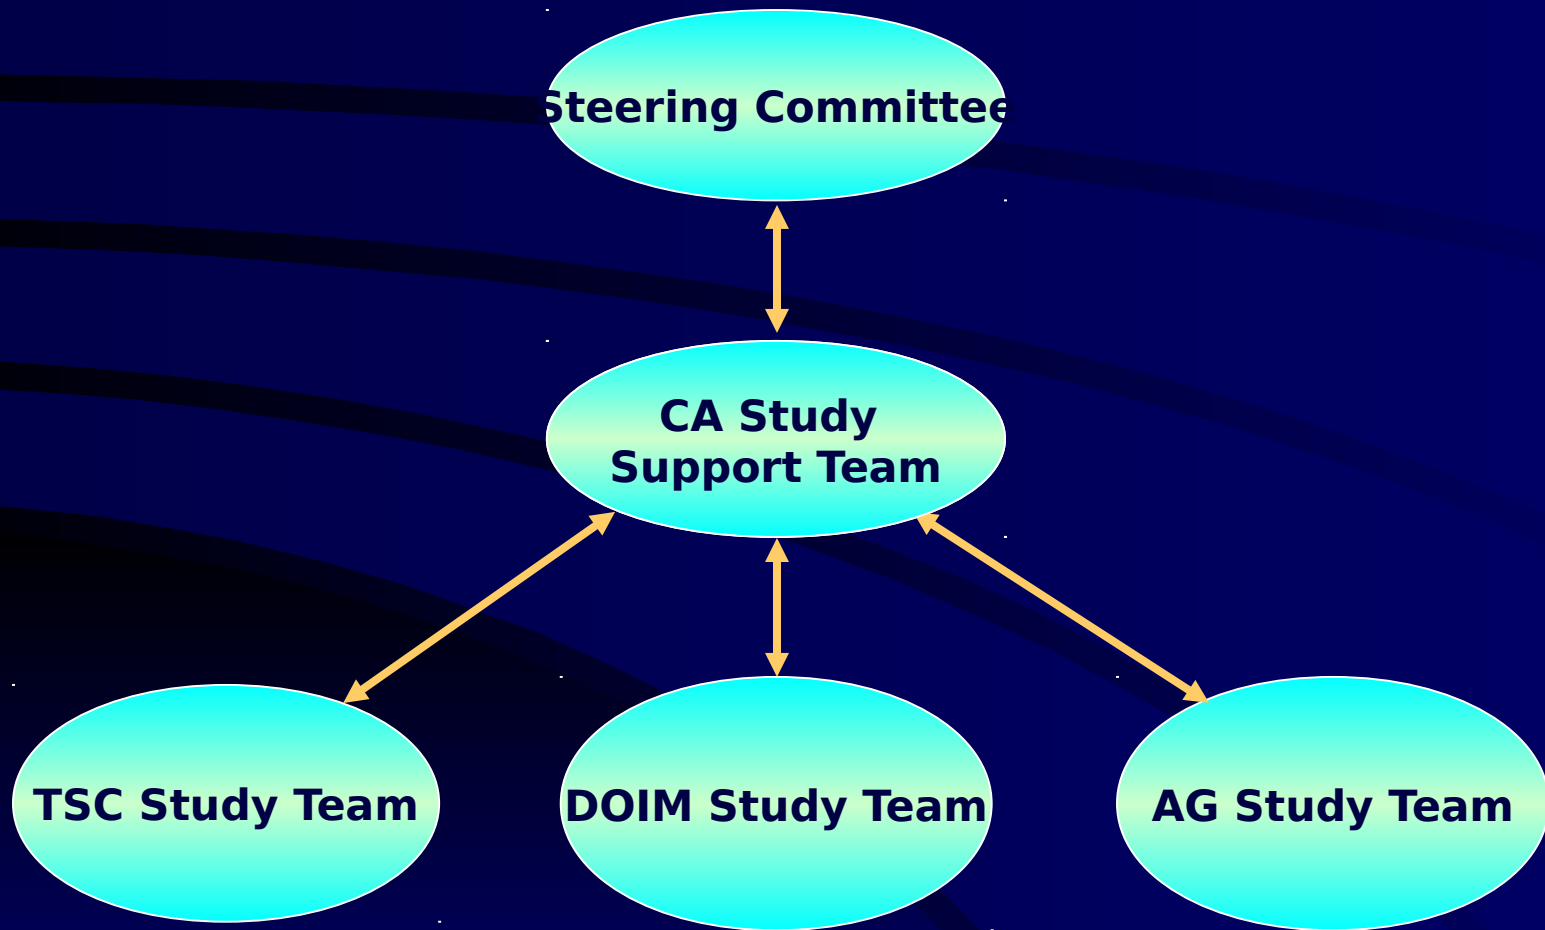 Steering Committee
CA Study
Support Team
TSC Study Team
DOIM Study Team
AG Study Team